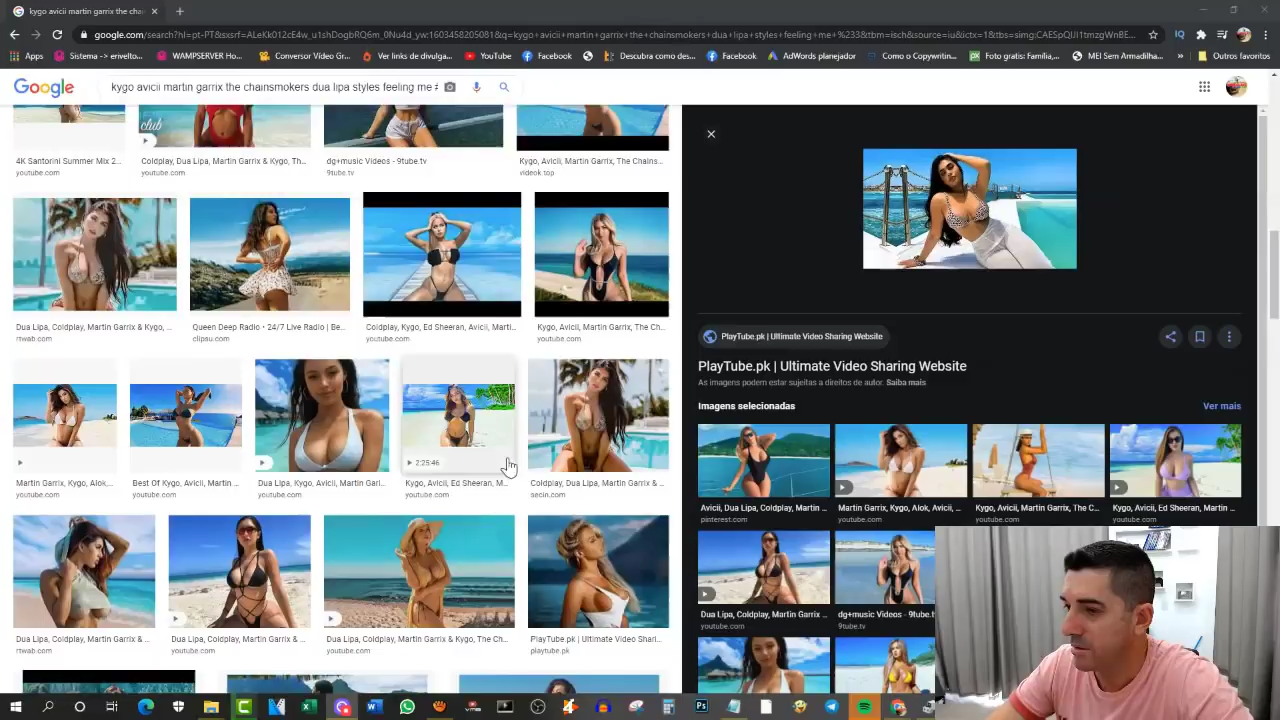 kygo avicii martin garrix the chai
google.com/search?hl=pt-PT&sxsrf=ALeKk012cE4w_u1shDogbRQ6m_0Nu4d_yw:1603458205081&q=kygo+avicii+martin+garrix+the+chainsmokers+dua+lipa+styles+feeling+me+%233&tbm=isch&source=iu&ictx=1&tbs=simg:
Apps
Sistema -> erivelto...
WAMPSERVER Ho...
Conversor Vídeo Gr...
Ver links de divulga...
YouTube
Facebook
Descubra como de...
Facebook
AdWords planejador
Como o Copywritin...
Foto gratis: Família,...
MEI Sem Armadilha...
Outros favoritos
Google
kygo avicii martin garrix the chainsmokers dua lipa styles feeling me #
club
4K Santorini Summer Mix 2...
youtube.com
Coldplay, Dua Lipa, Martin Garrix & Kygo, Th...
youtube.com
dg+music Videos - 9tube.tv
9tube.tv
Kygo, Avicii, Martin Garrix, The Chains...
videok.top
Dua Lipa, Coldplay, Martin Garrix & Kygo, ...
rtwab.com
Queen Deep Radio • 24/7 Live Radio | Be...
clipsu.com
Coldplay, Kygo, Ed Sheeran, Avicii, Marti...
youtube.com
Kygo, Avicii, Martin Garrix, The Ch...
youtube.com
2:25:46
Martin Garrix, Kygo, Alok,...
youtube.com
Best Of Kygo, Avicii, Martin ...
youtube.com
Dua Lipa, Kygo, Avicii, Martin Gari...
youtube.com
Kygo, Avicii, Ed Sheeran, M...
youtube.com
Coldplay, Dua Lipa, Martin Garrix & ...
secin.com
Dua Lipa, Coldplay, Martin Garrix & ...
rtwab.com
Dua Lipa, Coldplay, Martin Garrix & ...
youtube.com
Dua Lipa, Coldplay, Martin Garrix & Kygo, The Ch...
youtube.com
PlayTube.pk | Ultimate Video Shari...
playtube.pk
PlayTube.pk | Ultimate Video Sharing Website
PlayTube.pk | Ultimate Video Sharing Website
As imagens podem estar sujeitas a direitos de autor. Saiba mais
Imagens selecionadas
Ver mais
Avicii, Dua Lipa, Coldplay, Martin ...
pinterest.com
Martin Garrix, Kygo, Alok, Avicii, ...
youtube.com
Kygo, Avicii, Martin Garrix, The C...
youtube.com
Kygo, Avicii, Ed Sheeran, Martin ...
youtube.com
Dua Lipa, Coldplay, Martin Garrix ...
youtube.com
dg+music Videos - 9tube.t
9tube.tv
Ps